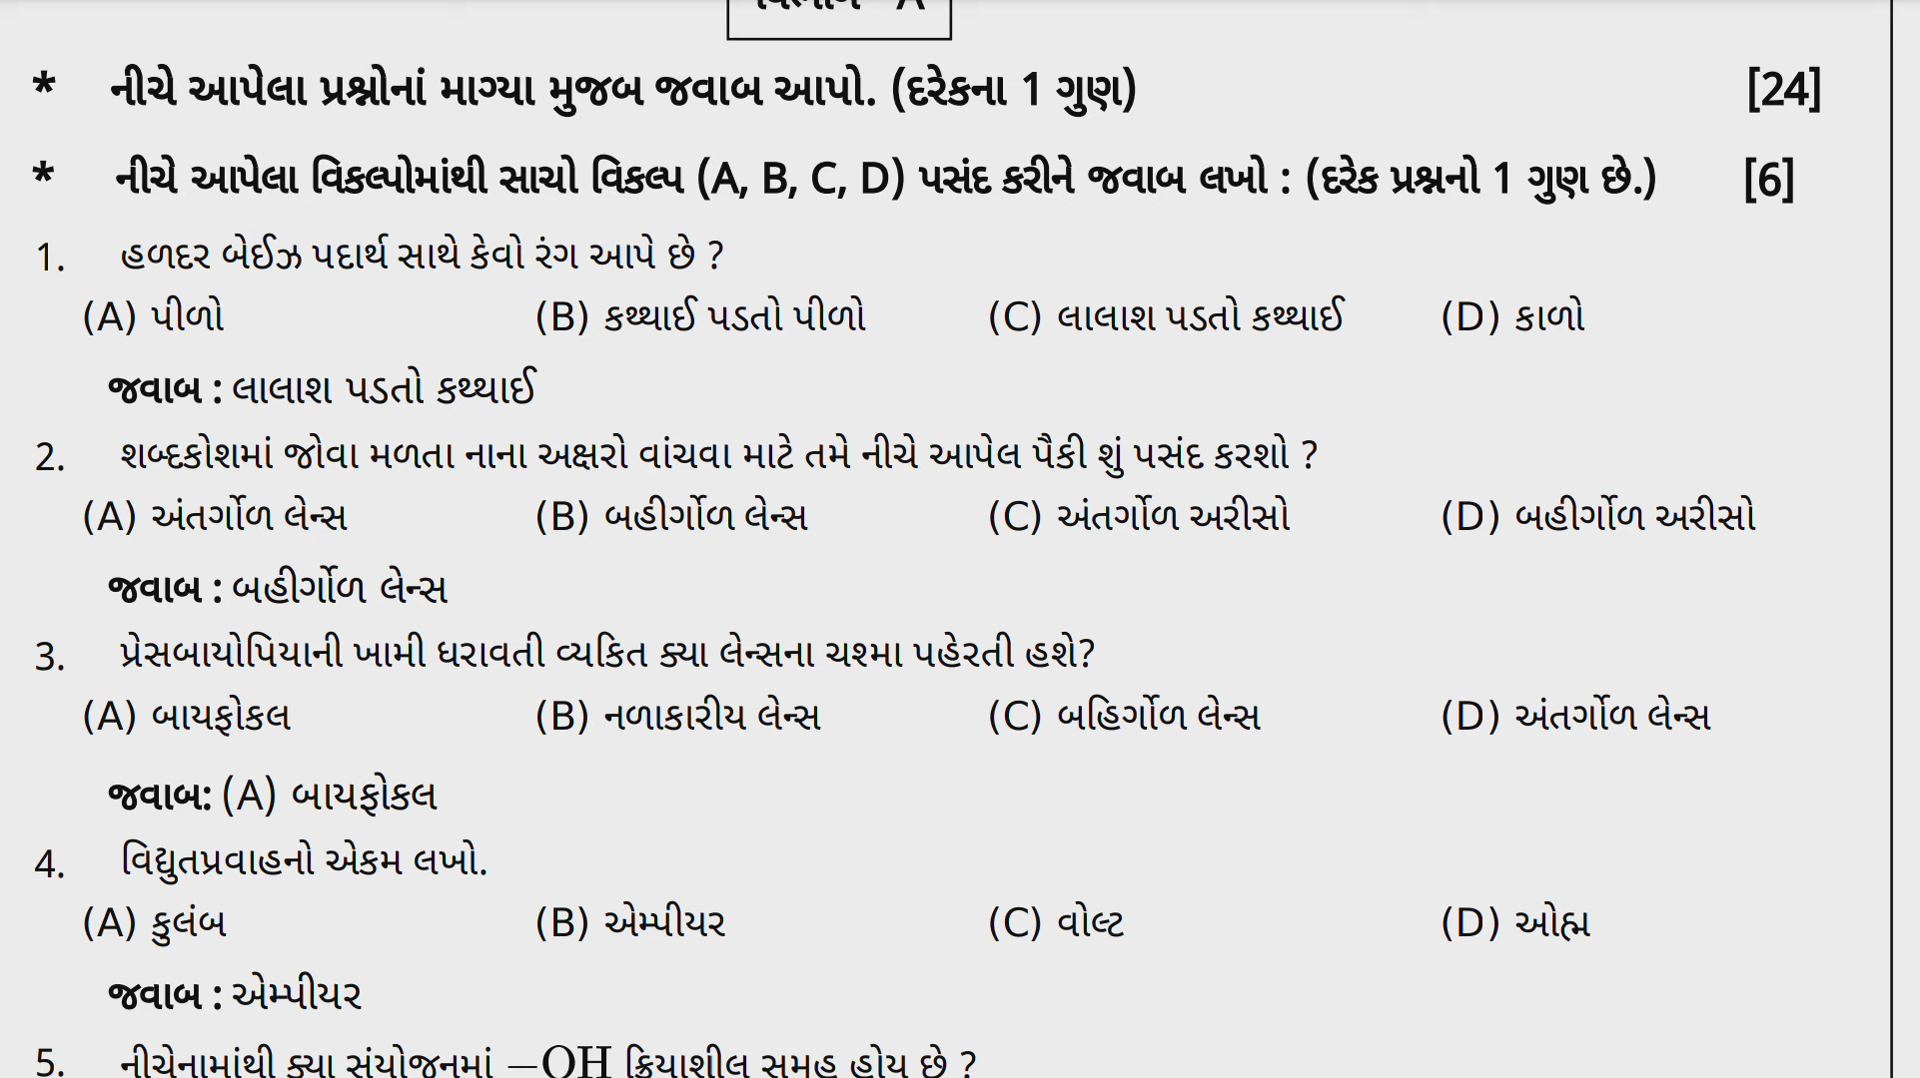 વિભાગ A
* નીચે આપેલા પ્રશ્નોનાં માગ્યા મુજબ જવાબ આપો. (દરેકના 1 ગુણ) [24]
* નીચે આપેલા વિકલ્પોમાંથી સાચો વિકલ્પ (A, B, C, D) પસંદ કરીને જવાબ લખો : (દરેક પ્રશ્નનો 1 ગુણ છે.) [6]
1. હળદર બેઈઝ પદાર્થ સાથે કેવો રંગ આપે છે ?
(A) પીળો (B) કથ્થાઈ પડતો પીળો (C) લાલાશ પડતો કથ્થાઈ (D) કાળો
જવાબ : લાલાશ પડતો કથ્થાઈ
2. શબ્દકોશમાં જોવા મળતા નાના અક્ષરો વાંચવા માટે તમે નીચે આપેલ પૈકી શું પસંદ કરશો ?
(A) અંતર્ગોળ લેન્સ (B) બહીર્ગોળ લેન્સ (C) અંતર્ગોળ અરીસો (D) બહીર્ગોળ અરીસો
જવાબ : બહીર્ગોળ લેન્સ
3. પ્રેસબાયોપિયાની ખામી ધરાવતી વ્યકિત ક્યા લેન્સના ચશ્મા પહેરતી હશે?
(A) બાયફોકલ (B) નળાકારીય લેન્સ (C) બહિર્ગોળ લેન્સ (D) અંતર્ગોળ લેન્સ
જવાબ: (A) બાયફોકલ
4. વિદ્યુતપ્રવાહનો એકમ લખો.
(A) કુલંબ (B) એમ્પીયર (C) વોલ્ટ (D) ઓહ્મ
જવાબ : એમ્પીયર
5. નીચેનામાંથી ક્યા સંયોજનમાં –OH ક્રિયાશીલ સમૂહ હોય છે ?